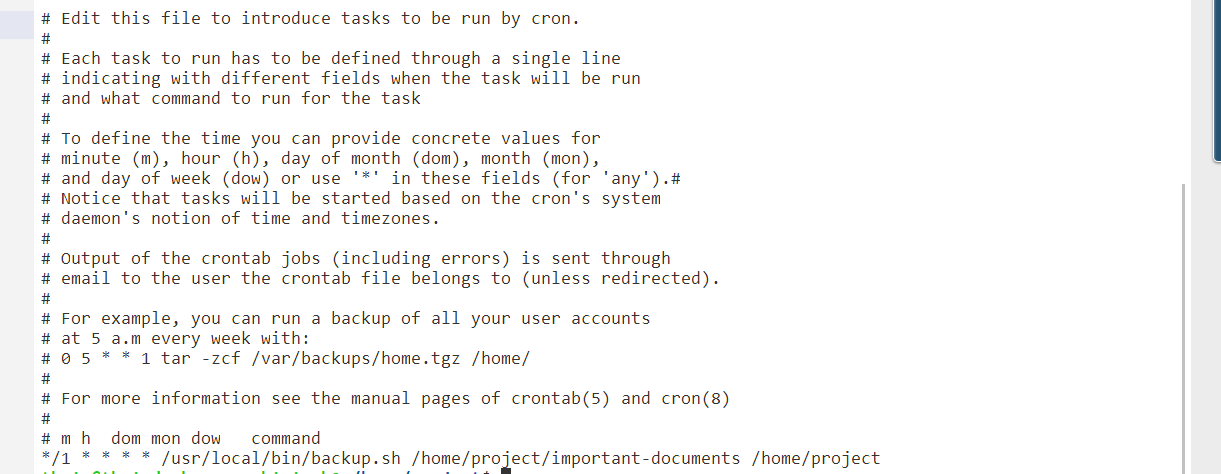 # Edit this file to introduce tasks to be run by cron.
#
# Each task to run has to be defined through a single line
# indicating with different fields when the task will be run
# and what command to run for the task
#
# To define the time you can provide concrete values for
# minute (m), hour (h), day of month (dom), month (mon),
# and day of week (dow) or use '*' in these fields (for 'any').#
# Notice that tasks will be started based on the cron's system
# daemon's notion of time and timezones.
#
# Output of the crontab jobs (including errors) is sent through
# email to the user the crontab file belongs to (unless redirected).
#
# For example, you can run a backup of all your user accounts
# at 5 a.m every week with:
# 0 5 * * 1 tar -zcf /var/backups/home.tgz /home/
#
# For more information see the manual pages of crontab(5) and cron(8)
#
# m h  dom mon dow   command
*/1 * * * * /usr/local/bin/backup.sh /home/project/important-documents /home/project